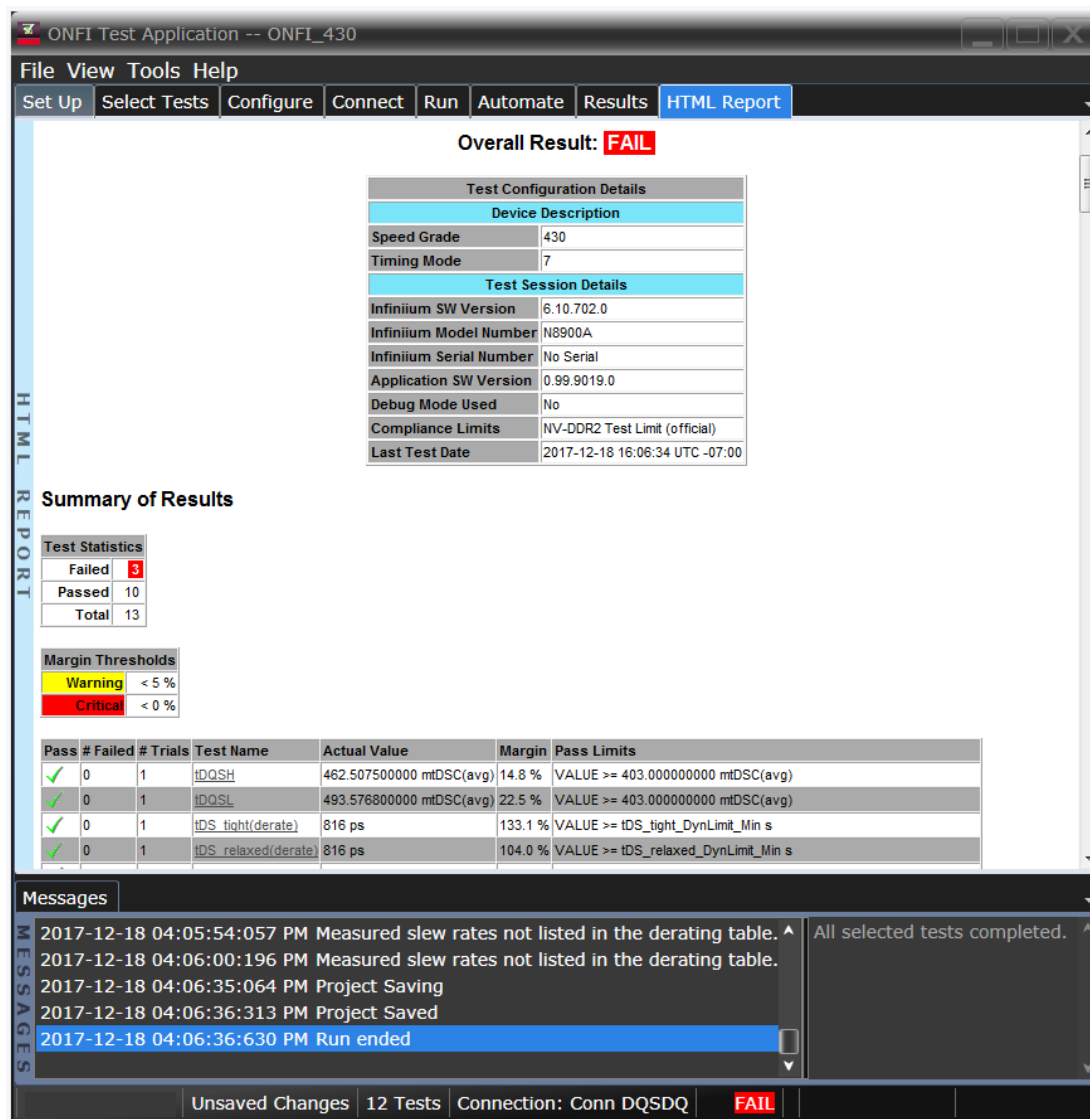 ONFI Test Application -- ONFI_430
File View Tools Help
Set Up Select Tests Configure Connect Run Automate Results HTML Report
HTML REPORT
Overall Result: FAIL
Test Configuration Details
Device Description
Speed Grade 430
Timing Mode 7
Test Session Details
Infiniium SW Version 6.10.702.0
Infiniium Model Number N8900A
Infiniium Serial Number No Serial
Application SW Version 0.99.9019.0
Debug Mode Used No
Compliance Limits NV-DDR2 Test Limit (official)
Last Test Date 2017-12-18 16:06:34 UTC -07:00
Summary of Results
Test Statistics
Failed 3
Passed 10
Total 13
Margin Thresholds
Warning < 5 %
Critical < 0 %
Pass # Failed # Trials Test Name Actual Value Margin Pass Limits
0 1 tDQSH 462.507500000 mtDSC(avg) 14.8 % VALUE >= 403.000000000 mtDSC(avg)
0 1 tDQSL 493.576800000 mtDSC(avg) 22.5 % VALUE >= 403.000000000 mtDSC(avg)
0 1 tDS_tight(derate) 816 ps 133.1 % VALUE >= tDS_tight_DynLimit_Min s
0 1 tDS_relaxed(derate) 816 ps 104.0 % VALUE >= tDS_relaxed_DynLimit_Min s
Messages
MESSAGES
2017-12-18 04:05:54:057 PM Measured slew rates not listed in the derating table.
2017-12-18 04:06:00:196 PM Measured slew rates not listed in the derating table.
2017-12-18 04:06:35:064 PM Project Saving
2017-12-18 04:06:36:313 PM Project Saved
2017-12-18 04:06:36:630 PM Run ended
All selected tests completed.
Unsaved Changes 12 Tests Connection: Conn DQSDQ FAIL